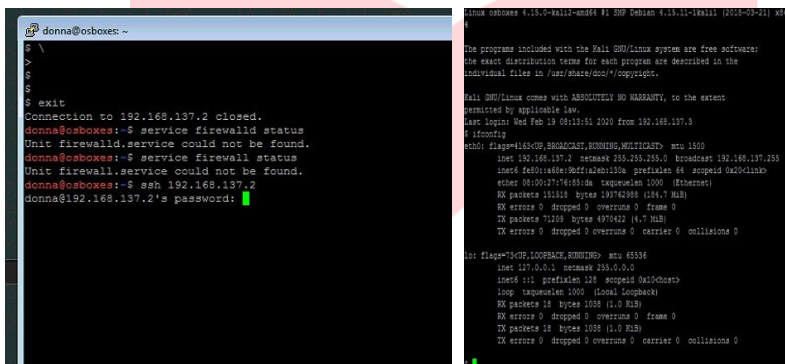 donna@osboxes: ~
$ \
>
$
$
$ exit
Connection to 192.168.137.2 closed.
donna@osboxes:~$ service firewalld status
Unit firewalld.service could not be found.
donna@osboxes:~$ service firewall status
Unit firewall.service could not be found.
donna@osboxes:~$ ssh 192.168.137.2
donna@192.168.137.2's password:
Linux osboxes 4.15.0-kali2-amd64 #1 SMP Debian 4.15.11-1kali1 (2018-03-21) x86
4
The programs included with the Kali GNU/Linux system are free software;
the exact distribution terms for each program are described in the
individual files in /usr/share/doc/*/copyright.
Kali GNU/Linux comes with ABSOLUTELY NO WARRANTY, to the extent
permitted by applicable law.
Last login: Wed Feb 19 08:13:51 2020 from 192.168.137.3
$ ifconfig
eth0: flags=4163<UP,BROADCAST,RUNNING,MULTICAST> mtu 1500
inet 192.168.137.2 netmask 255.255.255.0 broadcast 192.168.137.255
inet6 fe80::a68e:9bff:a2eb:130a prefixlen 64 scopeid 0x20<link>
ether 08:00:27:76:85:da txqueuelen 1000 (Ethernet)
RX packets 151518 bytes 193762988 (184.7 MiB)
RX errors 0 dropped 0 overruns 0 frame 0
TX packets 71209 bytes 4970422 (4.7 MiB)
TX errors 0 dropped 0 overruns 0 carrier 0 collisions 0
lo: flags=73<UP,LOOPBACK,RUNNING> mtu 65536
inet 127.0.0.1 netmask 255.0.0.0
inet6 ::1 prefixlen 128 scopeid 0x10<host>
loop txqueuelen 1000 (Local Loopback)
RX packets 18 bytes 1038 (1.0 KiB)
RX errors 0 dropped 0 overruns 0 frame 0
TX packets 18 bytes 1038 (1.0 KiB)
TX errors 0 dropped 0 overruns 0 carrier 0 collisions 0
$